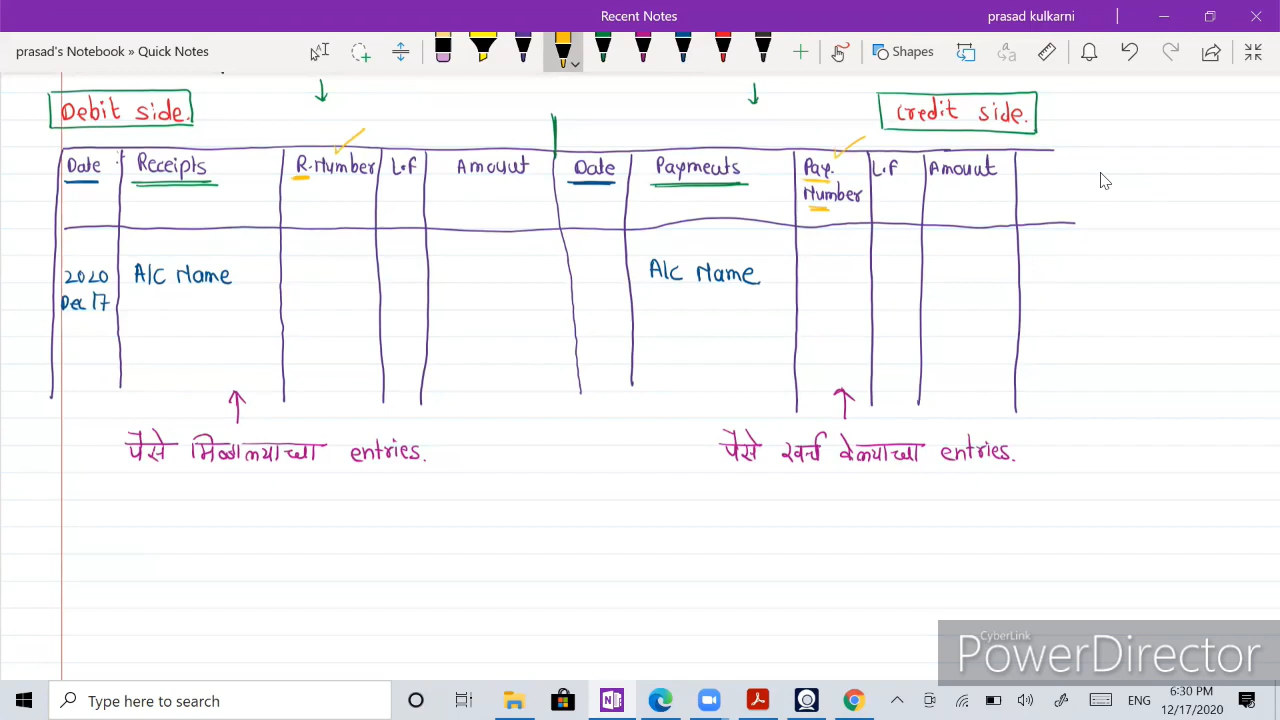 Recent Notes
prasad kulkarni
prasad's Notebook » Quick Notes
Shapes
Debit side.
Credit side.
Date Receipts R.Number L.F Amount Date Payments Pay. Number L.F Amount
2020 A/c Name A/c Name
Dec 17
पैसे मिळाल्याच्या entries.
पैसे खर्च केल्याच्या entries.
CyberLink
PowerDirector
Type here to search
ENG
6:30 PM
12/17/2020